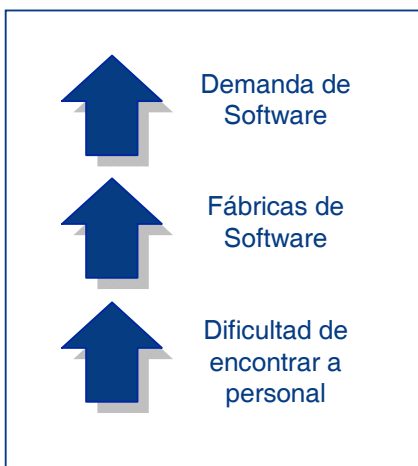 Demanda de
Software
Fábricas de
Software
Dificultad de
encontrar a
personal